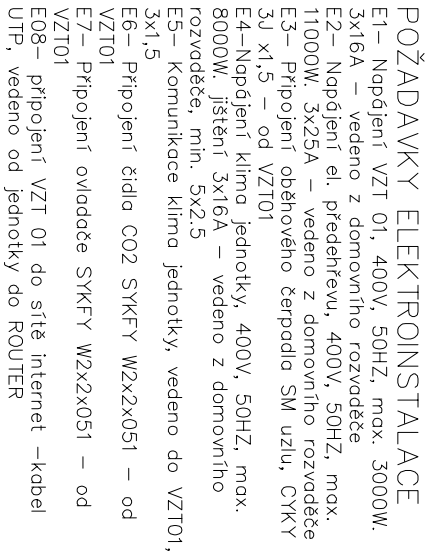 POŽADAVKY ELEKTROINSTALACE
E1– Napájení VZT 01, 400V, 50HZ, max. 3000W.
3x16A – vedeno z domovního rozvaděče
E2– Napájení el. předehřevu, 400V, 50HZ, max.
11000W. 3x25A – vedeno z domovního rozvaděče
E3– Připojení oběhového čerpadla SM uzlu, CYKY
3J x1,5 – od VZT01
E4–Napájení klima jednotky, 400V, 50HZ, max.
8000W. jištění 3x16A – vedeno z domovního
rozvaděče, min. 5x2.5
E5– Komunikace klima jednotky, vedeno do VZT01,
3x1,5
E6– Připojení čidla CO2 SYKFY W2x2x051 – od
VZT01
E7– Připojení ovladače SYKFY W2x2x051 – od
VZT01
E08– připojení VZT 01 do sítě internet –kabel
UTP, vedeno od jednotky do ROUTER